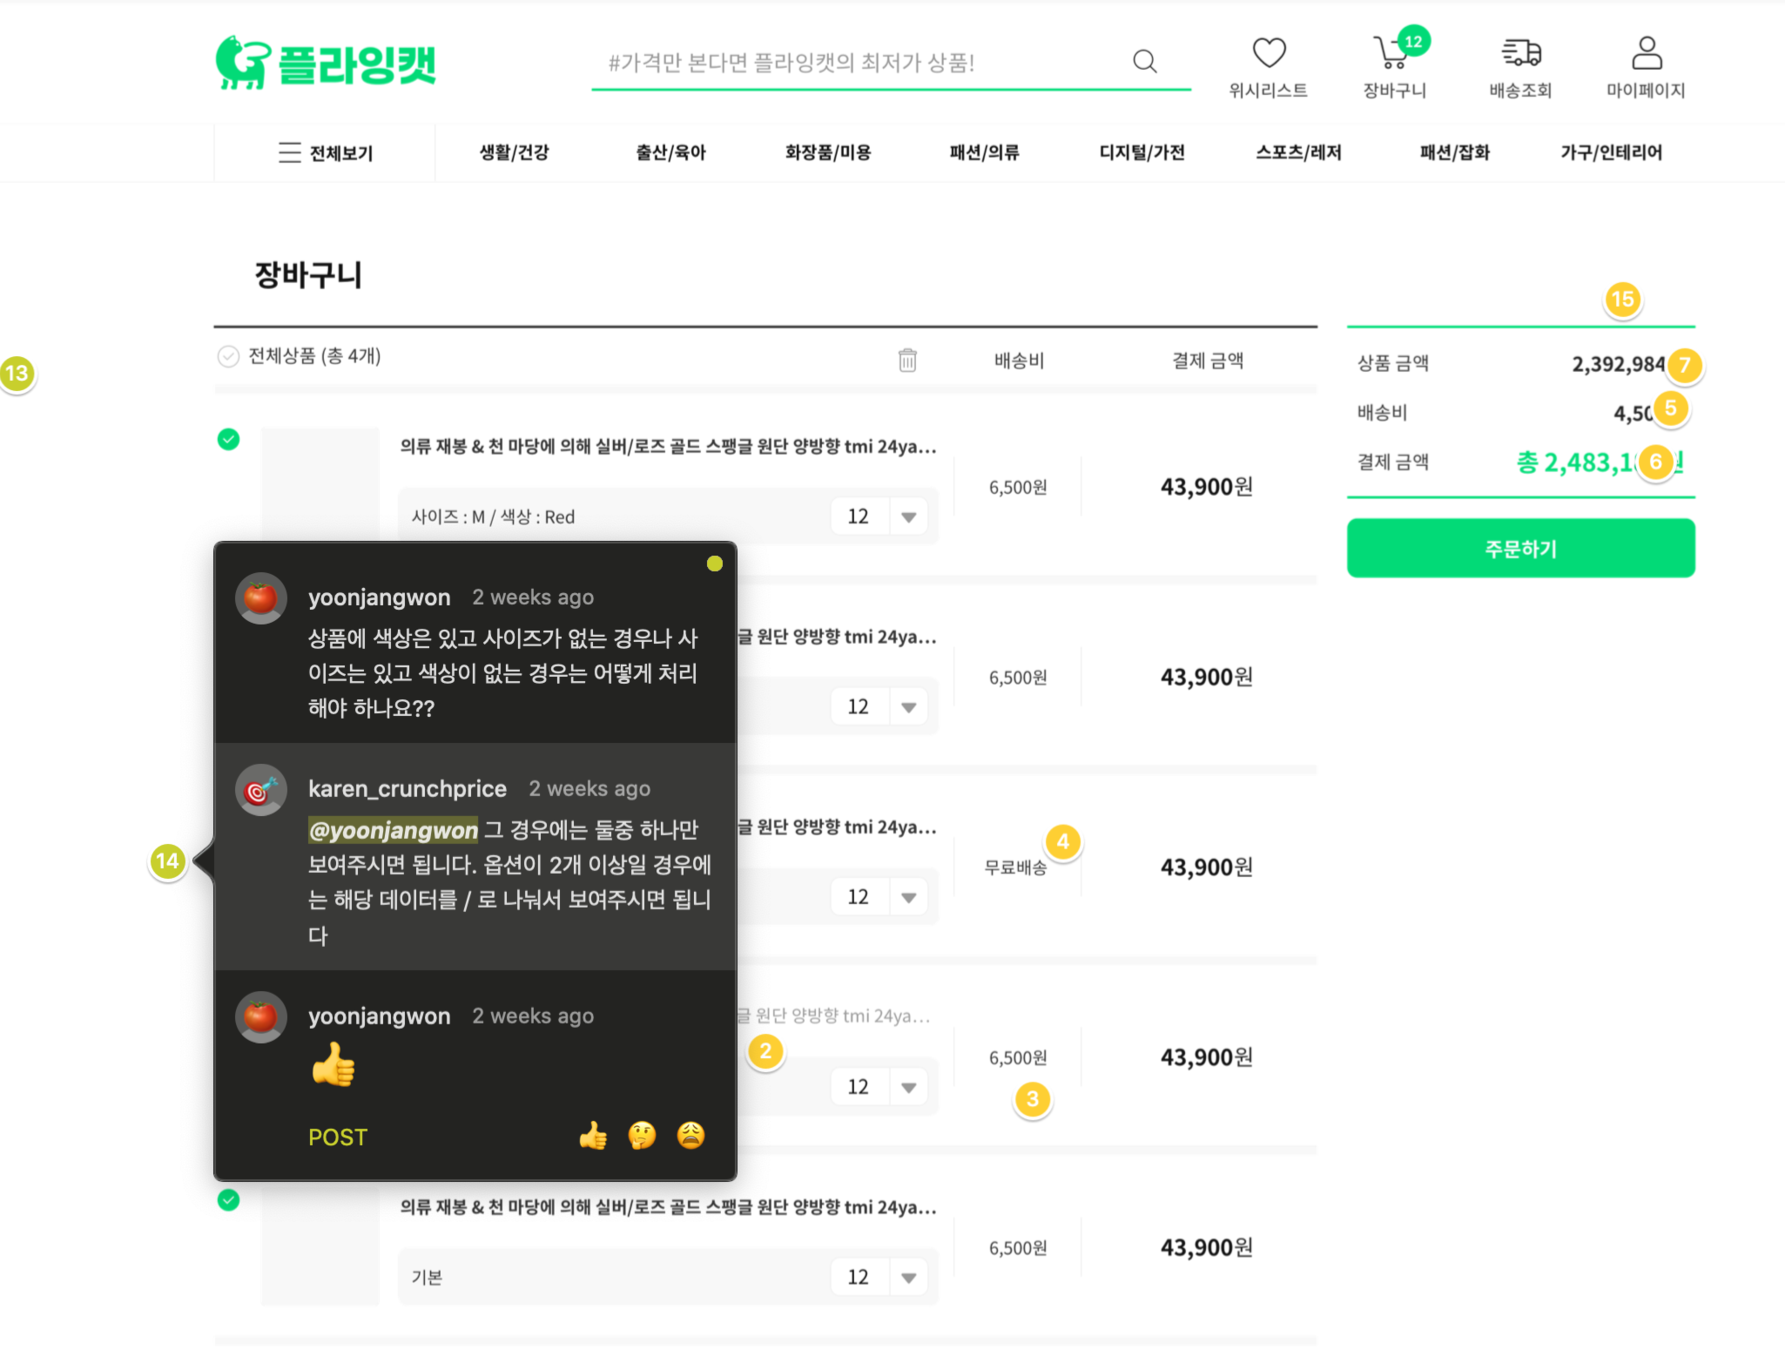 플라잉캣
#가격만 본다면 플라잉캣의 최저가 상품!
위시리스트
12
장바구니
배송조회
마이페이지
전체보기
생활/건강
출산/육아
화장품/미용
패션/의류
디지털/가전
스포츠/레저
패션/잡화
가구/인테리어
장바구니
15
13
전체상품 (총 4개)
배송비
결제 금액
상품 금액
2,392,984
7
배송비
4,50
5
결제 금액
총 2,483,1
6
원
주문하기
의류 재봉 & 천 마당에 의해 실버/로즈 골드 스팽글 원단 양방향 tmi 24ya...
사이즈 : M / 색상 : Red
12
6,500원
43,900원
글 원단 양방향 tmi 24ya...
12
6,500원
43,900원
글 원단 양방향 tmi 24ya...
12
무료배송
4
43,900원
글 원단 양방향 tmi 24ya...
2
12
6,500원
3
43,900원
14
yoonjangwon 2 weeks ago
상품에 색상은 있고 사이즈가 없는 경우나 사
이즈는 있고 색상이 없는 경우는 어떻게 처리
해야 하나요??
karen_crunchprice 2 weeks ago
@yoonjangwon 그 경우에는 둘중 하나만
보여주시면 됩니다. 옵션이 2개 이상일 경우에
는 해당 데이터를 / 로 나눠서 보여주시면 됩니
다
yoonjangwon 2 weeks ago
👍
POST
👍 🤔 😩
의류 재봉 & 천 마당에 의해 실버/로즈 골드 스팽글 원단 양방향 tmi 24ya...
기본
12
6,500원
43,900원